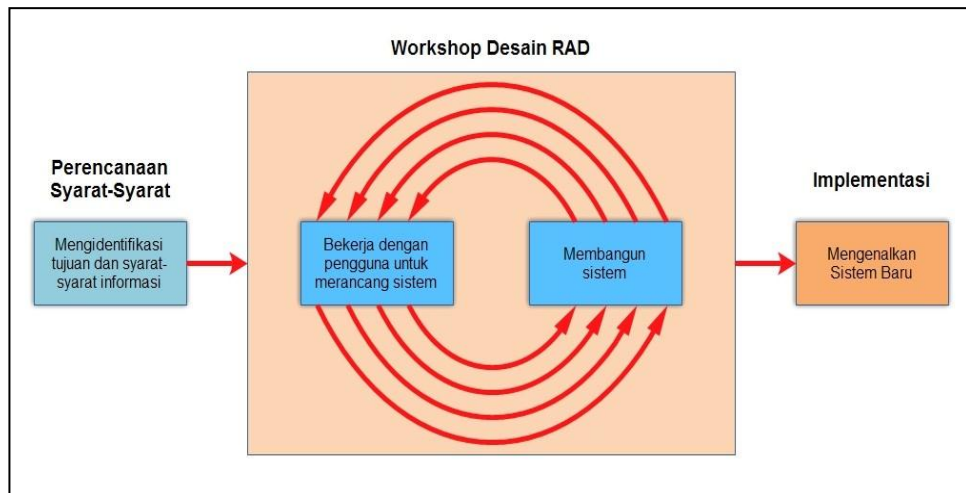 Workshop Desain RAD
Perencanaan
Syarat-Syarat
Mengidentifikasi
tujuan dan syarat-
syarat informasi
Bekerja dengan
pengguna untuk
merancang sistem
Membangun
sistem
Implementasi
Mengenalkan
Sistem Baru